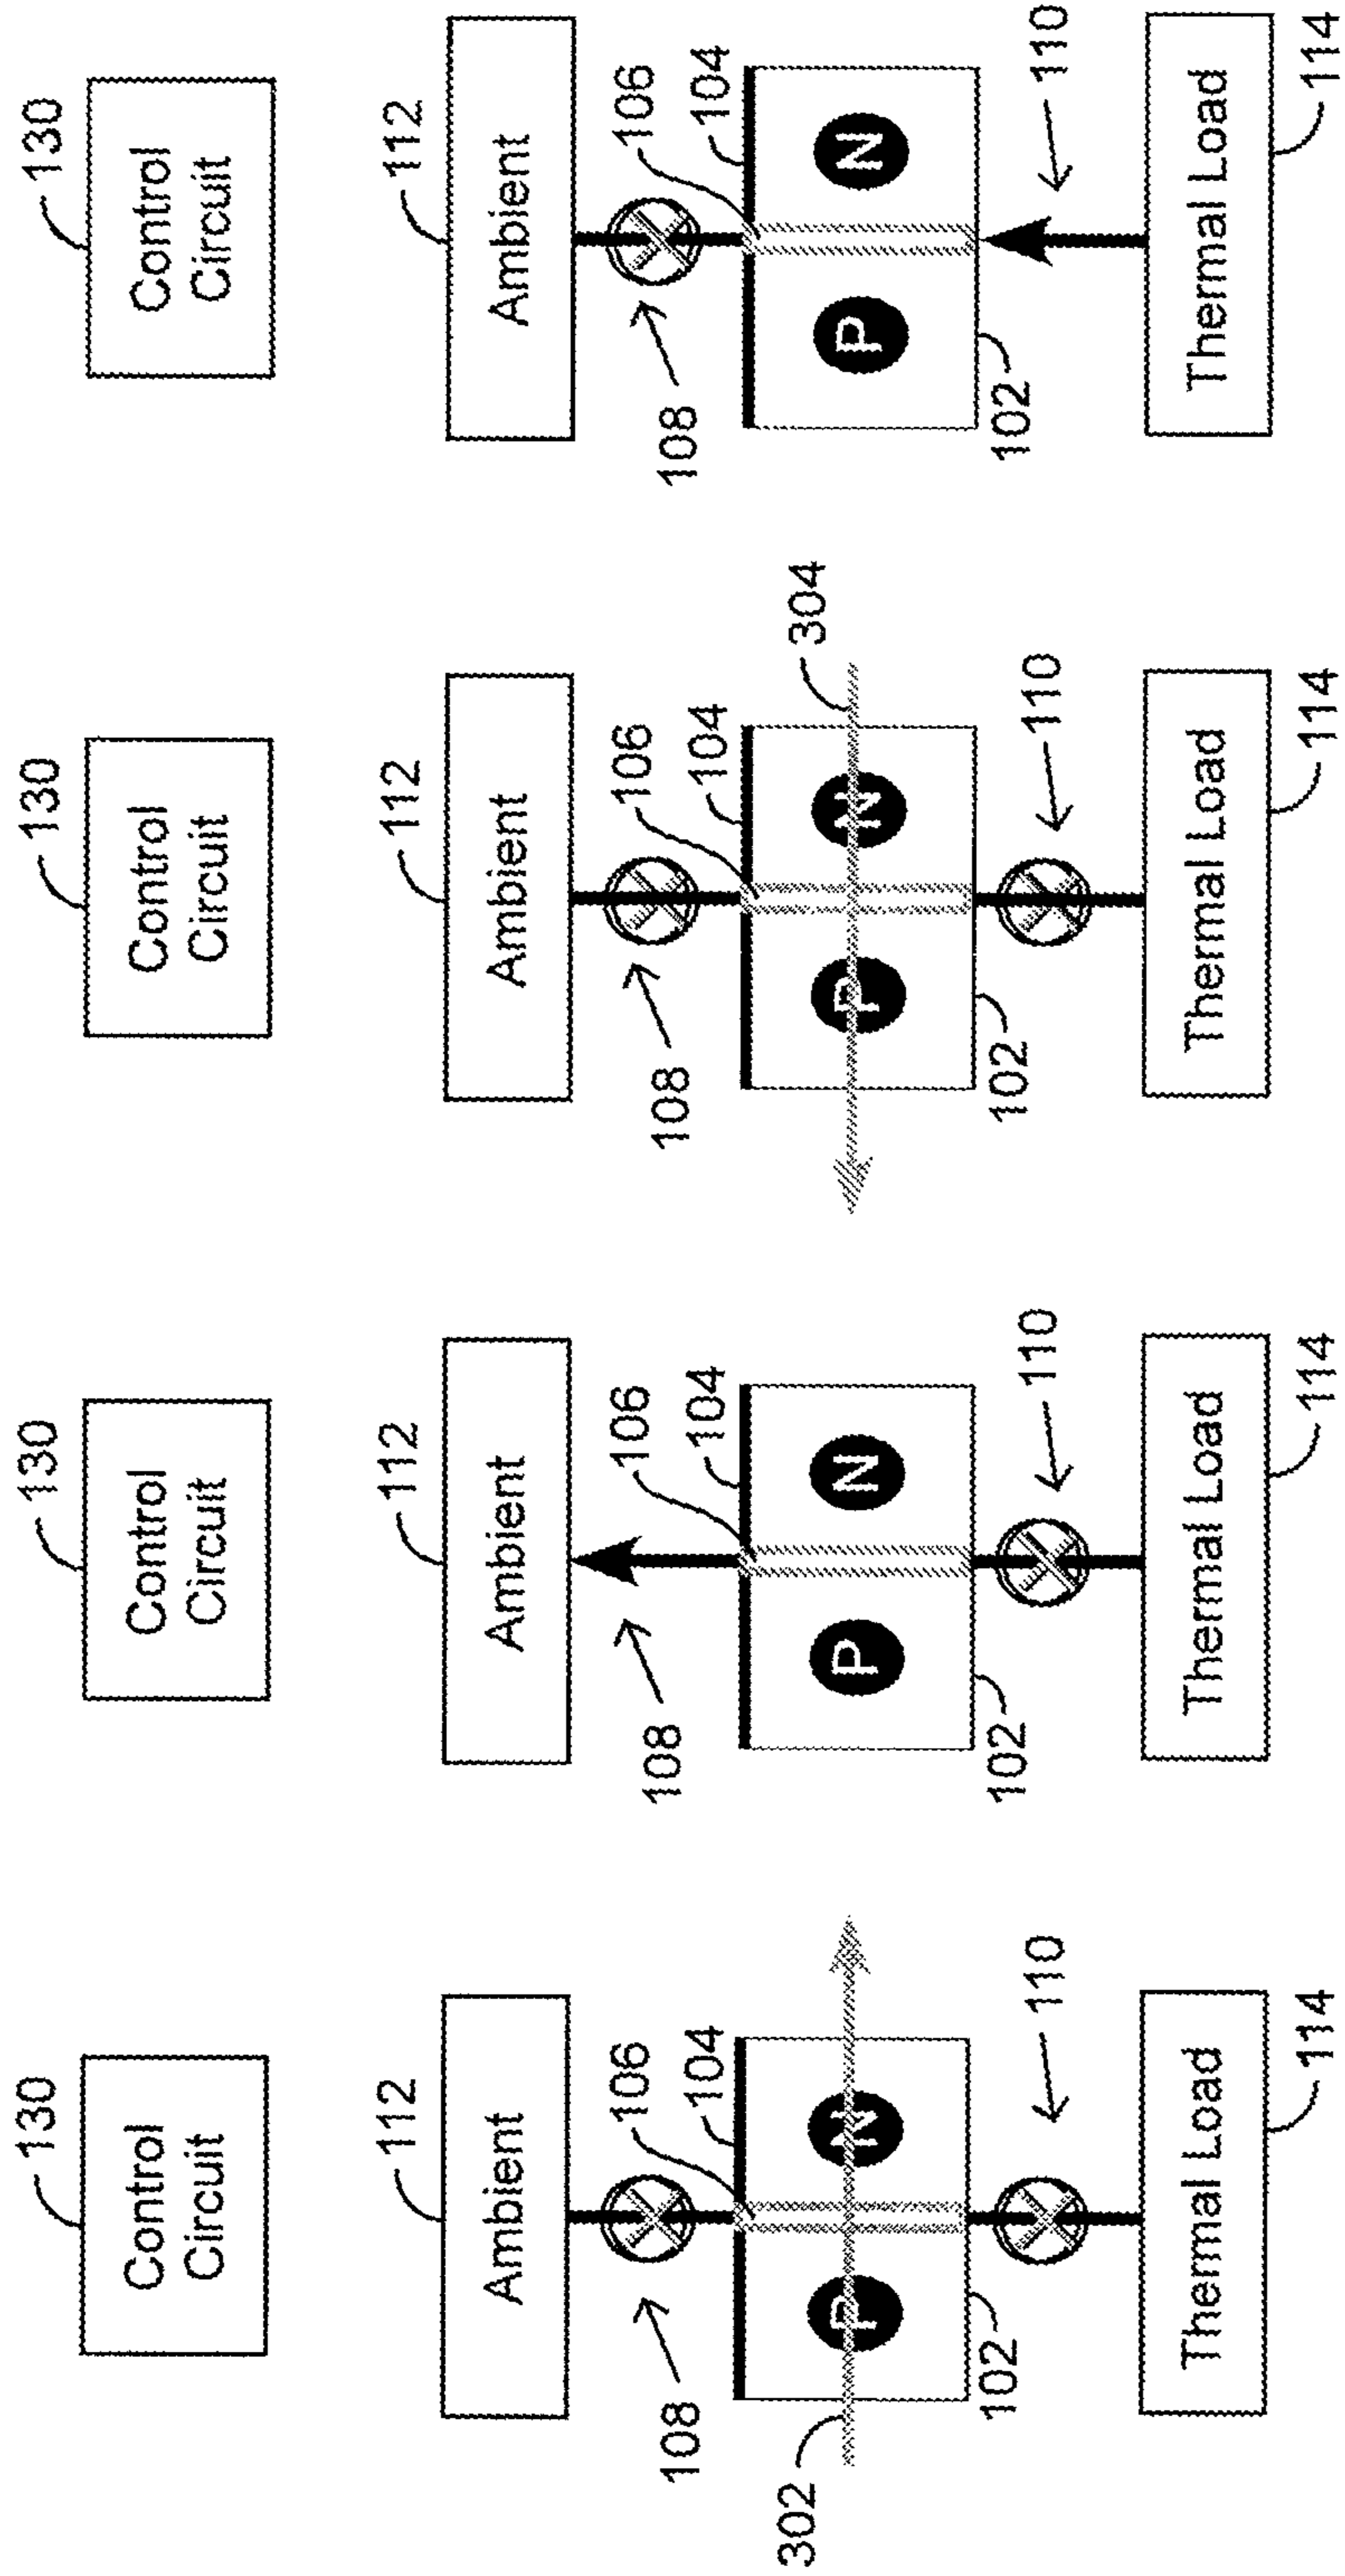 130
Control
Circuit
112
Ambient
108
106
104
P
N
302
102
110
Thermal Load
114
130
Control
Circuit
112
Ambient
108
106
104
P
N
102
110
Thermal Load
114
130
Control
Circuit
112
Ambient
108
106
104
P
N
304
102
110
Thermal Load
114
130
Control
Circuit
112
Ambient
108
106
104
P
N
102
110
Thermal Load
114